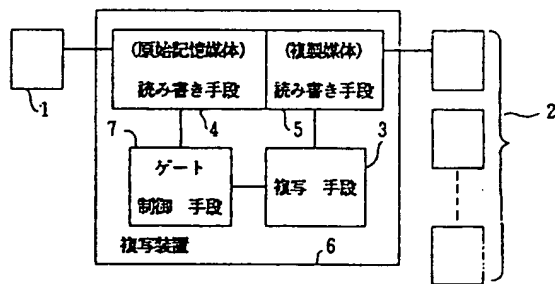 (原始記憶媒体)
読み書き手段
(複製媒体)
読み書き手段
1
4
5
2
7
3
ゲート
制御 手段
複写 手段
複写装置
6